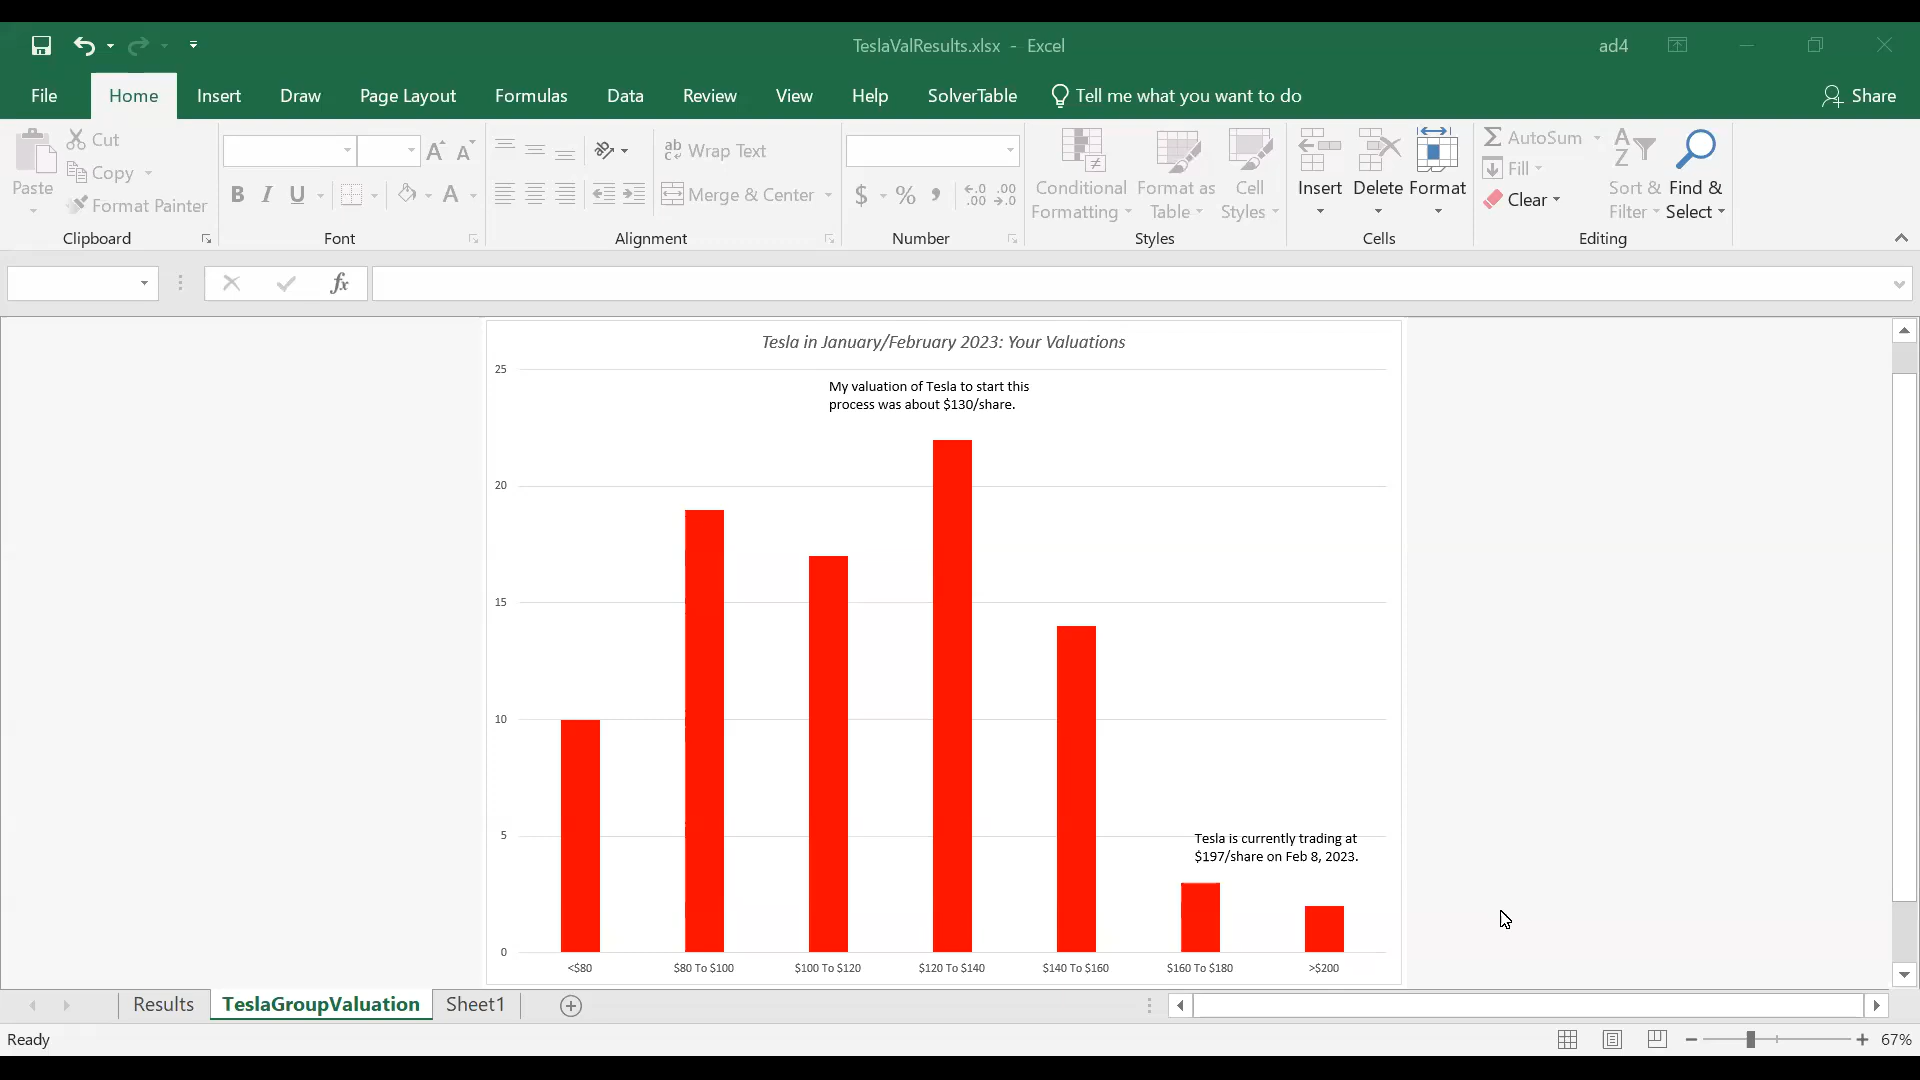 TeslaValResults.xlsx - Excel
ad4
File
Home
Insert
Draw
Page Layout
Formulas
Data
Review
View
Help
SolverTable
Tell me what you want to do
Share
Paste
Cut
Copy
Format Painter
Clipboard
B I U
A
A A
Font
ab
Wrap Text
Merge & Center
Alignment
$ % ,
Number
Conditional
Formatting
Format as
Table
Cell
Styles
Styles
Insert
Delete
Format
Cells
AutoSum
Fill
Clear
Sort &
Filter
Find &
Select
Editing
fx
Tesla in January/February 2023: Your Valuations
My valuation of Tesla to start this
process was about $130/share.
Tesla is currently trading at
$197/share on Feb 8, 2023.
25
20
15
10
5
0
<$80
$80 To $100
$100 To $120
$120 To $140
$140 To $160
$160 To $180
>$200
Results
TeslaGroupValuation
Sheet1
Ready
67%